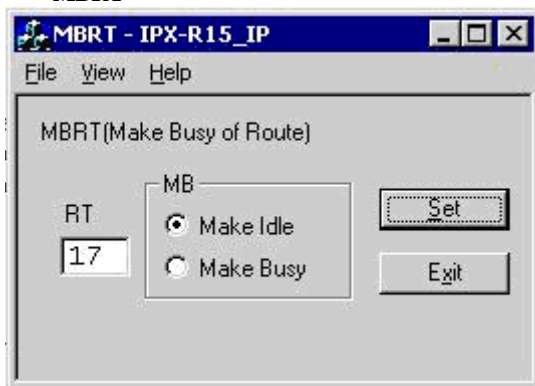 MBRT - IPX-R15_IP
File View Help
MBRT(Make Busy of Route)
MB
RT
Make Idle
Set
17
Make Busy
Exit